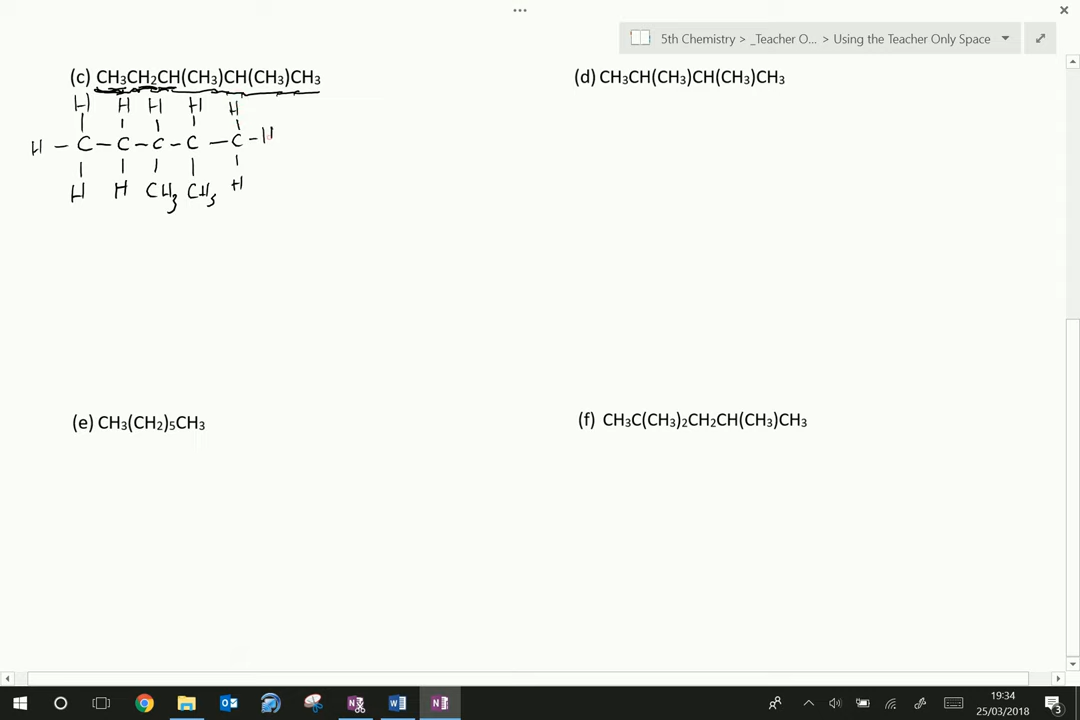 5th Chemistry > _Teacher O... > Using the Teacher Only Space
(c) CH₃CH₂CH(CH₃)CH(CH₃)CH₃
(d) CH₃CH(CH₃)CH(CH₃)CH₃
H H H H H
H - C - C - C - C - C - H
H H CH₃ CH₃ H
(e) CH₃(CH₂)₅CH₃
(f) CH₃C(CH₃)₂CH₂CH(CH₃)CH₃
19:34
25/03/2018
3